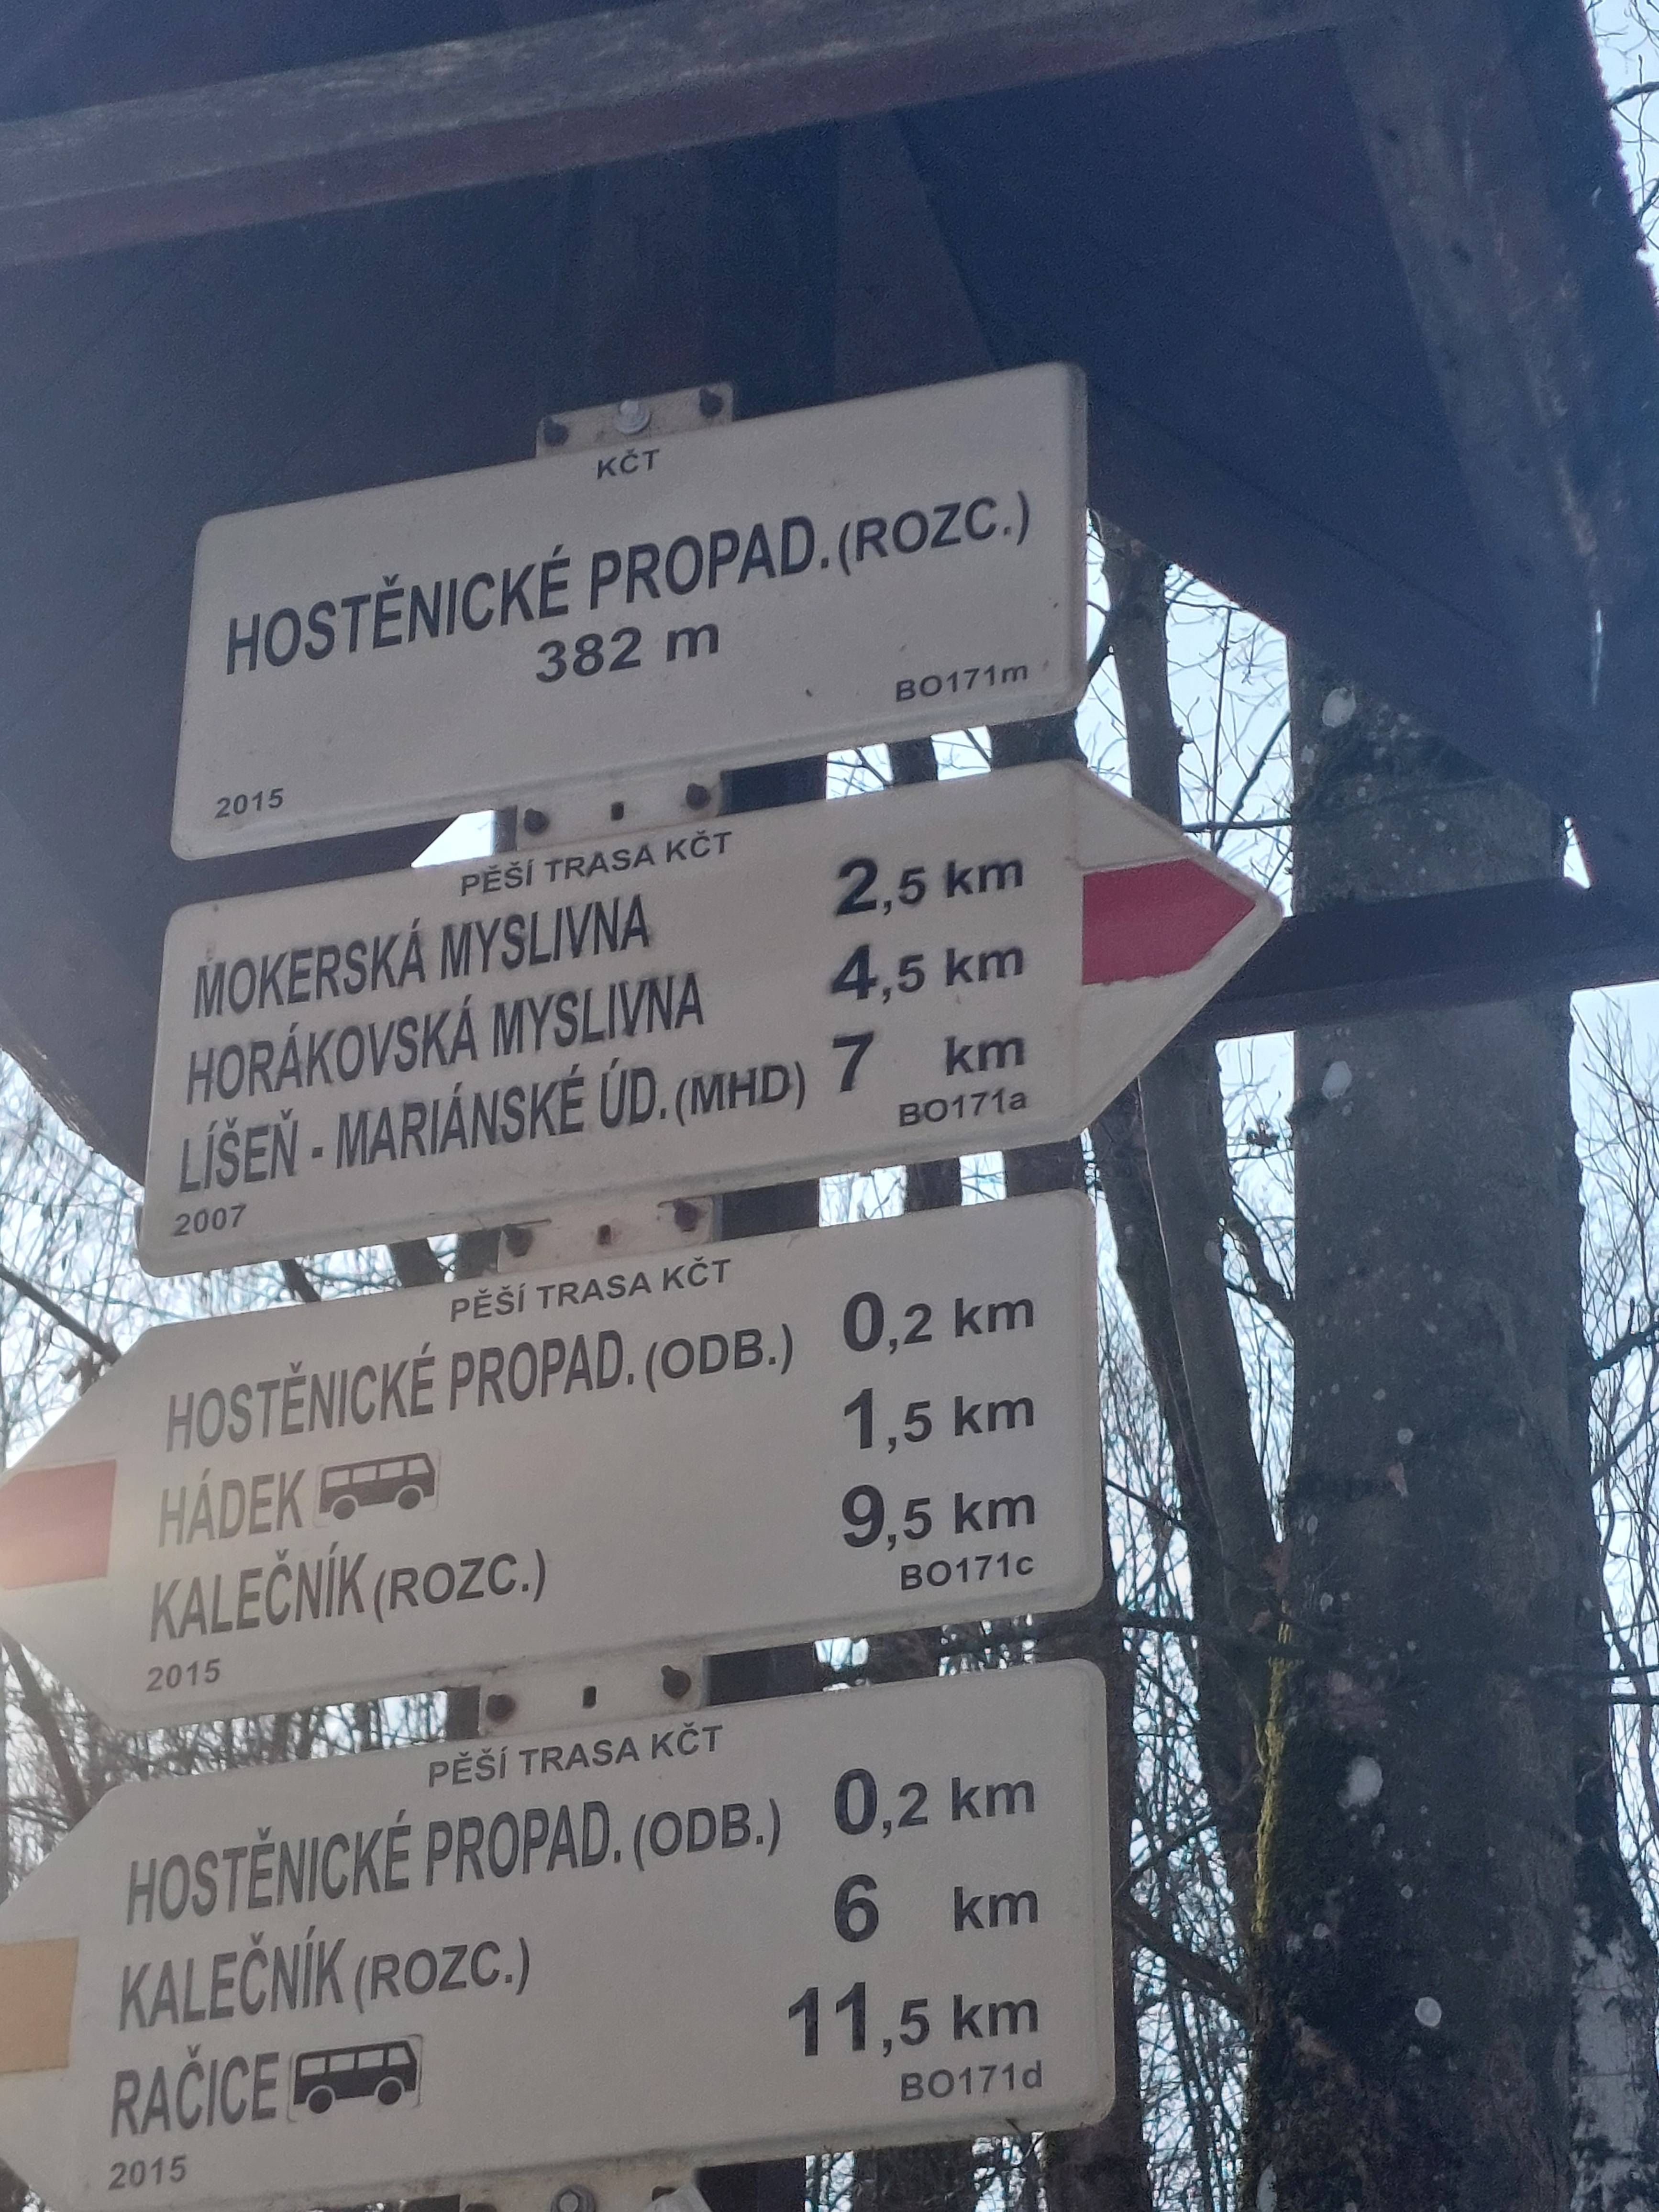 KČT
HOSTĚNICKÉ PROPAD.(ROZC.)
382 m
BO171m
2015
PĚŠÍ TRASA KČT
MOKERSKÁ MYSLIVNA 2,5 km
HORÁKOVSKÁ MYSLIVNA 4,5 km
LÍŠEŇ - MARIÁNSKÉ ÚD.(MHD) 7 km
BO171a
2007
PĚŠÍ TRASA KČT
HOSTĚNICKÉ PROPAD.(ODB.) 0,2 km
HÁDEK 1,5 km
KALEČNÍK(ROZC.) 9,5 km
BO171c
2015
PĚŠÍ TRASA KČT
HOSTĚNICKÉ PROPAD.(ODB.) 0,2 km
KALEČNÍK(ROZC.) 6 km
RAČICE 11,5 km
BO171d
2015